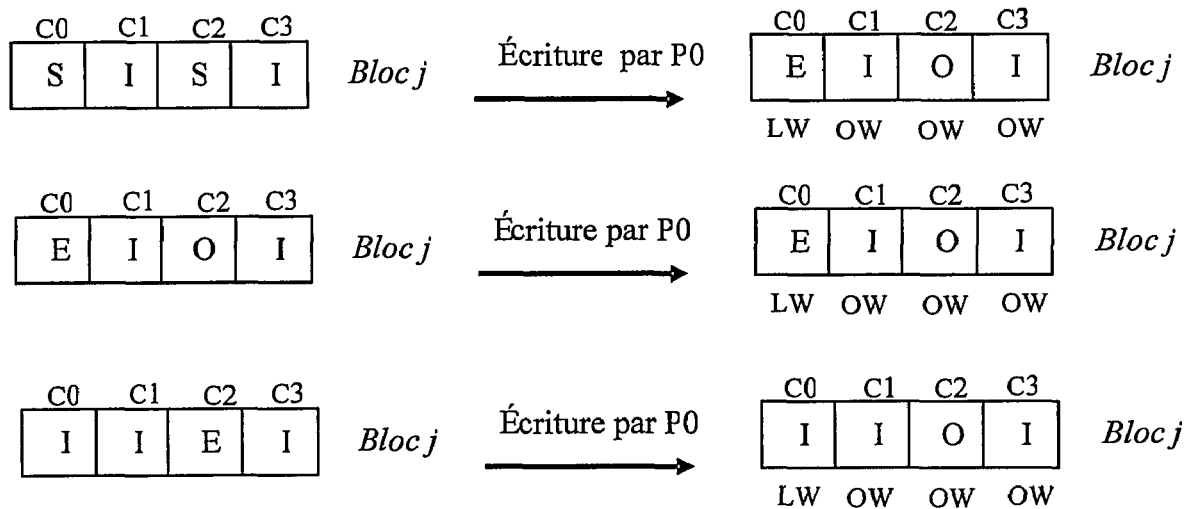 C0 C1 C2 C3 C0 C1 C2 C3
S I S I Bloc j Écriture par P0 E I O I Bloc j
LW OW OW OW
C0 C1 C2 C3 C0 C1 C2 C3
E I O I Bloc j Écriture par P0 E I O I Bloc j
LW OW OW OW
C0 C1 C2 C3 C0 C1 C2 C3
I I E I Bloc j Écriture par P0 I I O I Bloc j
LW OW OW OW